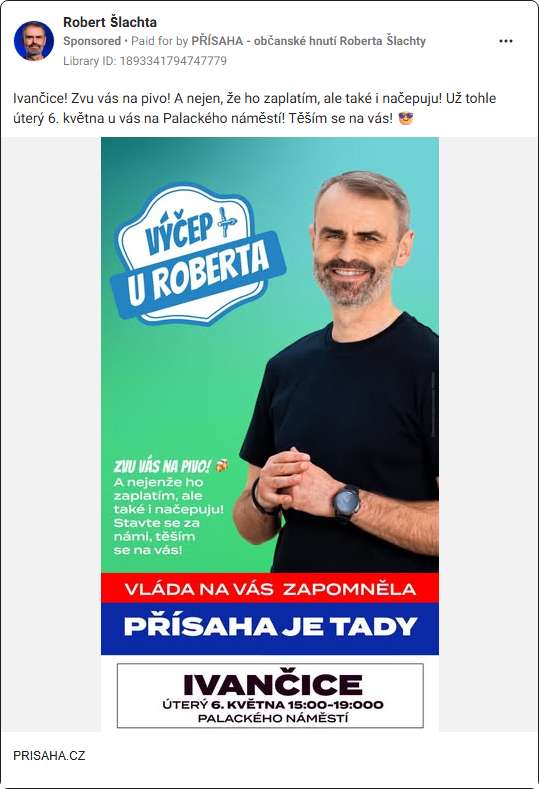 Robert Šlachta
Sponsored • Paid for by PŘÍSAHA - občanské hnutí Roberta Šlachty
Library ID: 1893341794747779
Ivančice! Zvu vás na pivo! A nejen, že ho zaplatím, ale také i načepuju! Už tohle
úterý 6. května u vás na Palackého náměstí! Těším se na vás! 😎
VÝČEP
U ROBERTA
ZVU VÁS NA PIVO! 🍻
A nejenže ho
zaplatím, ale
také i načepuju!
Stavte se za
námi, těším
se na vás!
VLÁDA NA VÁS ZAPOMNĚLA
PŘÍSAHA JE TADY
IVANČICE
ÚTERÝ 6. KVĚTNA 15:00-19:000
PALACKÉHO NÁMĚSTÍ
PRISAHA.CZ